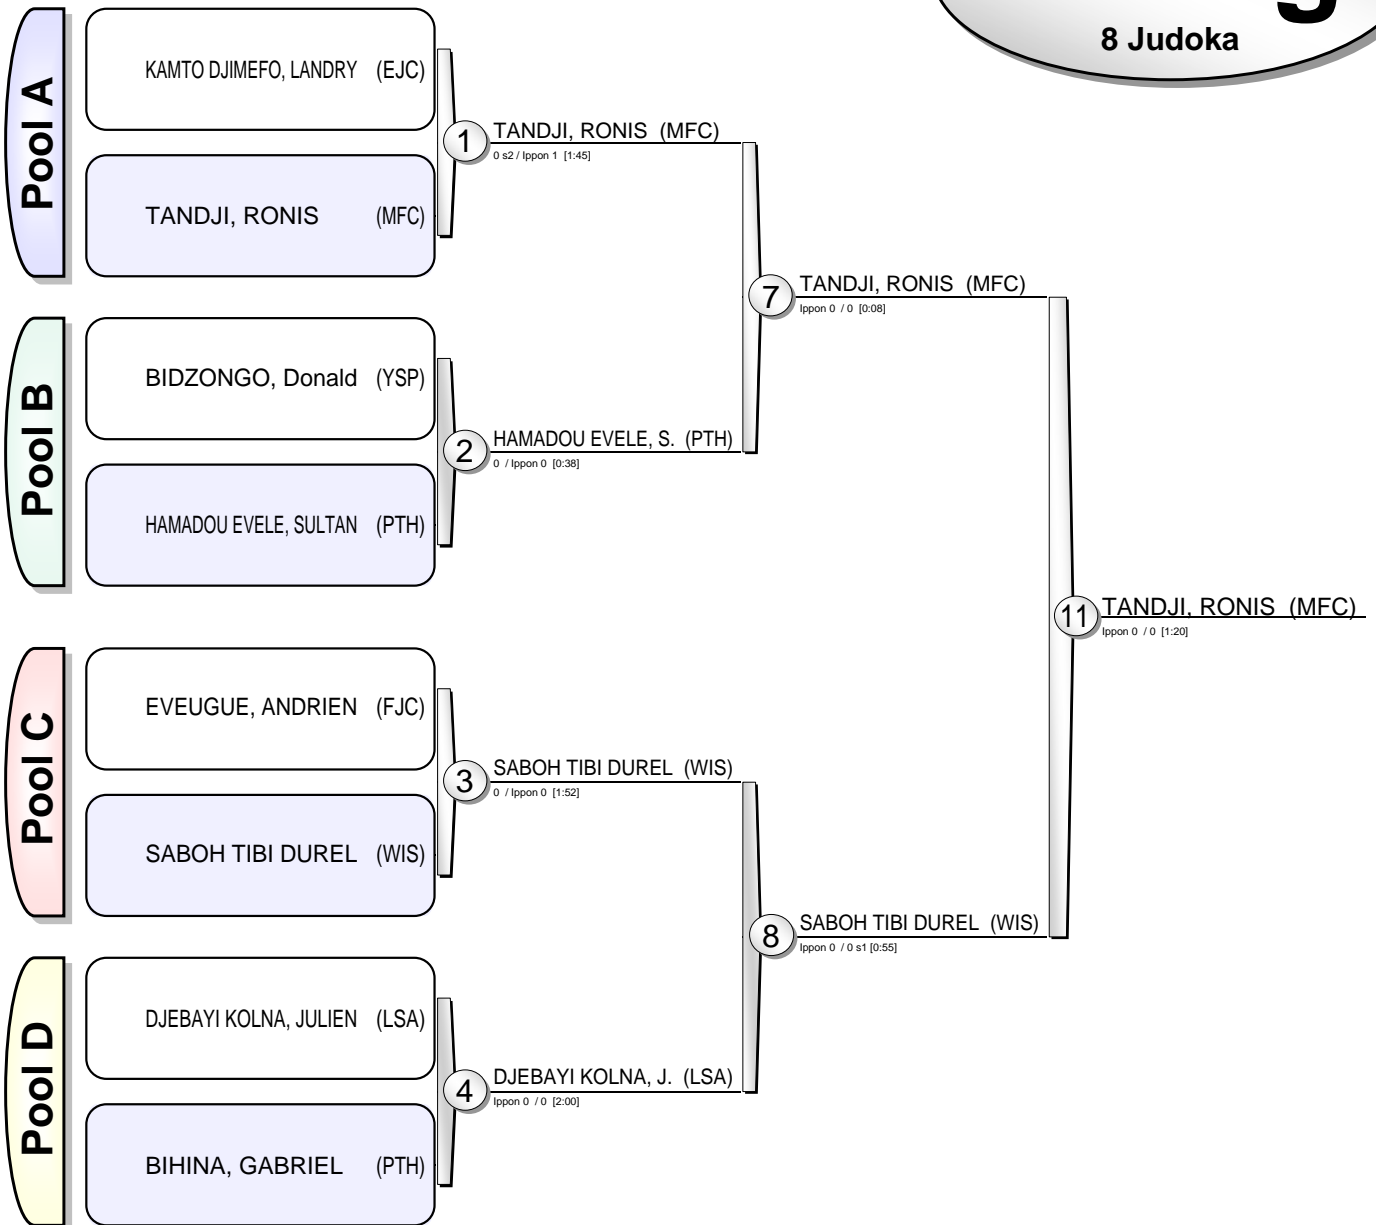 8 Judoka
Pool A
KAMTO DJIMEFO, LANDRY (EJC)
TANDJI, RONIS (MFC)
1
TANDJI, RONIS (MFC)
0 s2 / Ippon 1 [1:45]
Pool B
BIDZONGO, Donald (YSP)
HAMADOU EVELE, SULTAN (PTH)
2
HAMADOU EVELE, S. (PTH)
0 / Ippon 0 [0:38]
7
TANDJI, RONIS (MFC)
Ippon 0 / 0 [0:08]
Pool C
EVEUGUE, ANDRIEN (FJC)
SABOH TIBI DUREL (WIS)
3
SABOH TIBI DUREL (WIS)
0 / Ippon 0 [1:52]
Pool D
DJEBAYI KOLNA, JULIEN (LSA)
BIHINA, GABRIEL (PTH)
4
DJEBAYI KOLNA, J. (LSA)
Ippon 0 / 0 [2:00]
8
SABOH TIBI DUREL (WIS)
Ippon 0 / 0 s1 [0:55]
11
TANDJI, RONIS (MFC)
Ippon 0 / 0 [1:20]